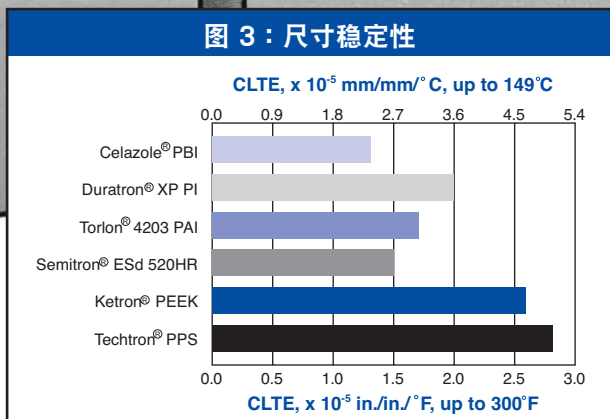 图 3：尺寸稳定性
CLTE, x 10⁻⁵ mm/mm/°C, up to 149°C
0.0 0.9 1.8 2.7 3.6 4.5 5.4
Celazole® PBI
Duratron® XP PI
Torlon® 4203 PAI
Semitron® ESd 520HR
Ketron® PEEK
Techtron® PPS
0.0 0.5 1.0 1.5 2.0 2.5 3.0
CLTE, x 10⁻⁵ in./in./°F, up to 300°F